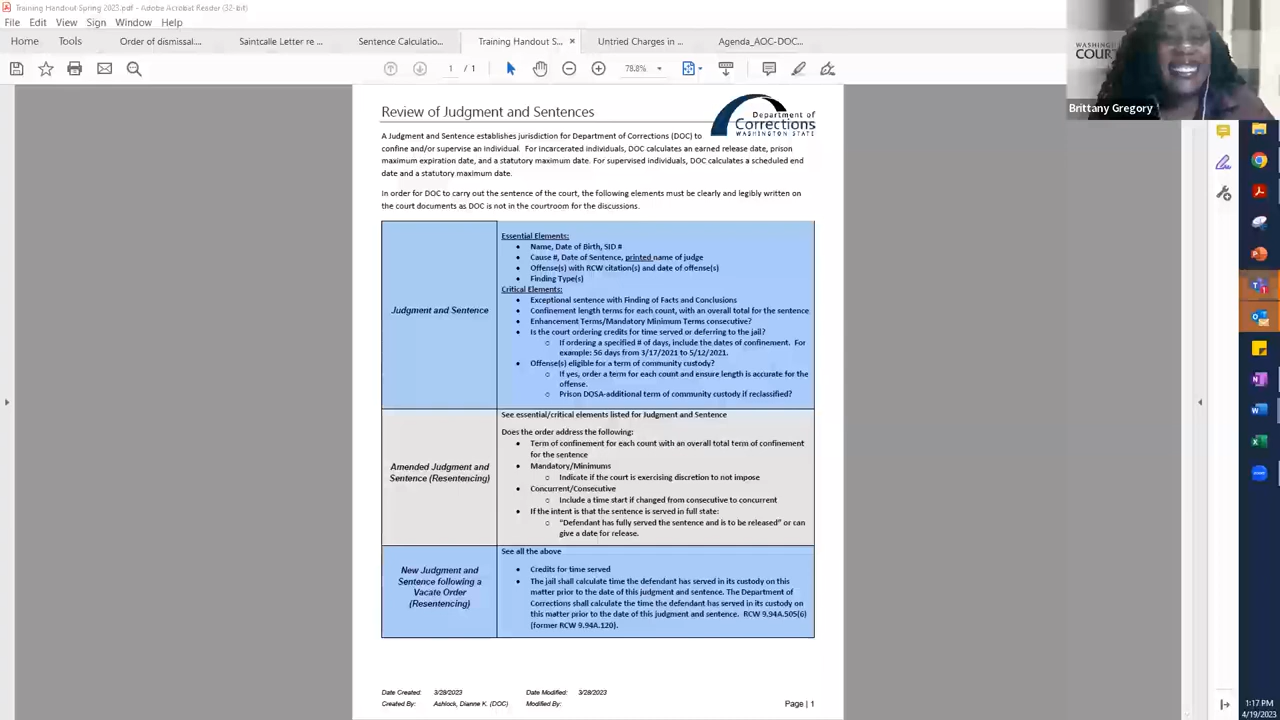 Training Handout Spring 2023.pdf - Adobe Acrobat Reader (32-bit)
File Edit View Sign Window Help
Home Tools Order of dismissal.... Saintcalle Letter re ... Sentence Calculatio... Training Handout S... × Untried Charges in ... Agenda_AOC-DOC...
1 / 1 78.8%
WASHING
COUR
Brittany Gregory
Review of Judgment and Sentences
Department of
Corrections
WASHINGTON STATE
A Judgment and Sentence establishes jurisdiction for Department of Corrections (DOC) to
confine and/or supervise an individual. For incarcerated individuals, DOC calculates an earned release date, prison
maximum expiration date, and a statutory maximum date. For supervised individuals, DOC calculates a scheduled end
date and a statutory maximum date.
In order for DOC to carry out the sentence of the court, the following elements must be clearly and legibly written on
the court documents as DOC is not in the courtroom for the discussions.
Judgment and Sentence
Essential Elements:
• Name, Date of Birth, SID #
• Cause #, Date of Sentence, printed name of judge
• Offense(s) with RCW citation(s) and date of offense(s)
• Finding Type(s)
Critical Elements:
• Exceptional sentence with Finding of Facts and Conclusions
• Confinement length terms for each count, with an overall total for the sentence
• Enhancement Terms/Mandatory Minimum Terms consecutive?
• Is the court ordering credits for time served or deferring to the jail?
o If ordering a specified # of days, include the dates of confinement. For
example: 56 days from 3/17/2021 to 5/12/2021.
• Offense(s) eligible for a term of community custody?
o If yes, order a term for each count and ensure length is accurate for the
offense.
o Prison DOSA-additional term of community custody if reclassified?
Amended Judgment and
Sentence (Resentencing)
See essential/critical elements listed for Judgment and Sentence
Does the order address the following:
• Term of confinement for each count with an overall total term of confinement
for the sentence
• Mandatory/Minimums
o Indicate if the court is exercising discretion to not impose
• Concurrent/Consecutive
o Include a time start if changed from consecutive to concurrent
• If the intent is that the sentence is served in full state:
o "Defendant has fully served the sentence and is to be released" or can
give a date for release.
New Judgment and
Sentence following a
Vacate Order
(Resentencing)
See all the above
• Credits for time served
• The jail shall calculate time the defendant has served in its custody on this
matter prior to the date of this judgment and sentence. The Department of
Corrections shall calculate the time the defendant has served in its custody on
this matter prior to the date of this judgment and sentence. RCW 9.94A.505(6)
(former RCW 9.94A.120).
Date Created: 3/28/2023 Date Modified: 3/28/2023
Created By: Ashlock, Dianne K. (DOC) Modified By: Page | 1
1:17 PM
4/19/2023